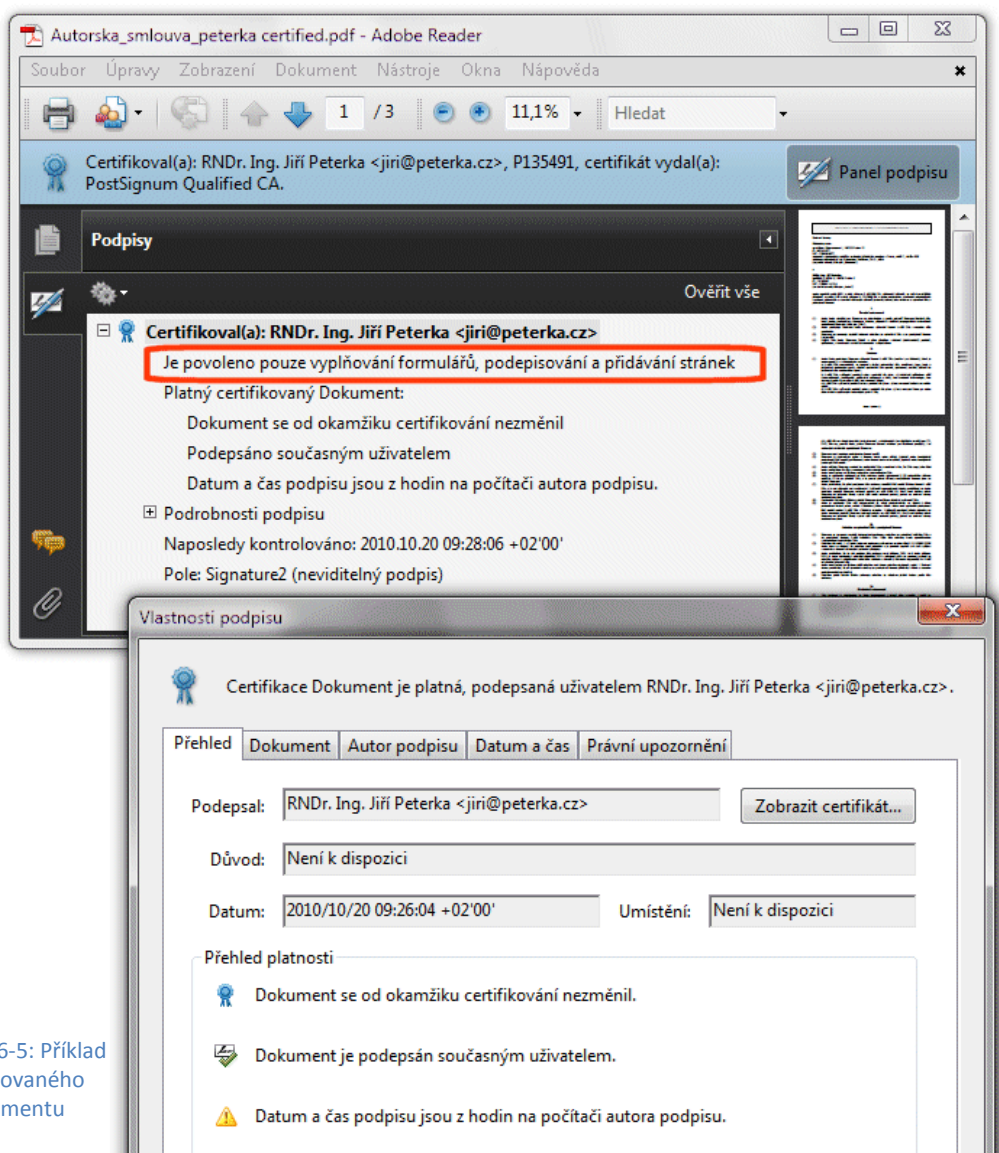 Autorska_smlouva_peterka certified.pdf - Adobe Reader
Soubor Úpravy Zobrazení Dokument Nástroje Okna Nápověda
1 / 3 11,1% Hledat
Certifikoval(a): RNDr. Ing. Jiří Peterka <jiri@peterka.cz>, P135491, certifikát vydal(a):
PostSignum Qualified CA.
Panel podpisu
Podpisy
Ověřit vše
Certifikoval(a): RNDr. Ing. Jiří Peterka <jiri@peterka.cz>
Je povoleno pouze vyplňování formulářů, podepisování a přidávání stránek
Platný certifikovaný Dokument:
Dokument se od okamžiku certifikování nezměnil
Podepsáno současným uživatelem
Datum a čas podpisu jsou z hodin na počítači autora podpisu.
Podrobnosti podpisu
Naposledy kontrolováno: 2010.10.20 09:28:06 +02'00'
Pole: Signature2 (neviditelný podpis)
Vlastnosti podpisu
Certifikace Dokument je platná, podepsaná uživatelem RNDr. Ing. Jiří Peterka <jiri@peterka.cz>.
Přehled Dokument Autor podpisu Datum a čas Právní upozornění
Podepsal: RNDr. Ing. Jiří Peterka <jiri@peterka.cz> Zobrazit certifikát...
Důvod: Není k dispozici
Datum: 2010/10/20 09:26:04 +02'00' Umístění: Není k dispozici
Přehled platnosti
Dokument se od okamžiku certifikování nezměnil.
Dokument je podepsán současným uživatelem.
Datum a čas podpisu jsou z hodin na počítači autora podpisu.
6-5: Příklad
ovaného
mentu